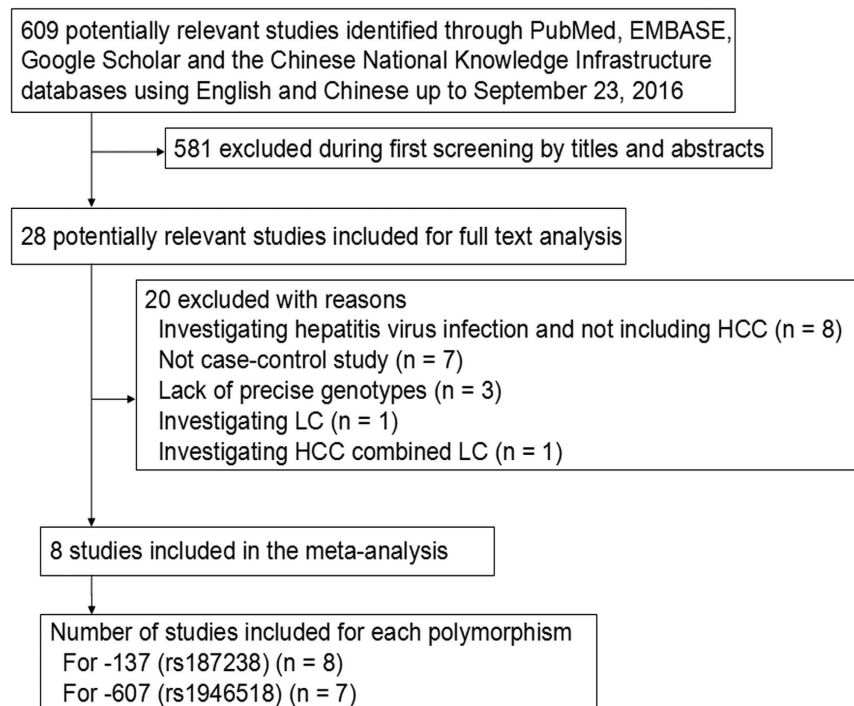 609 potentially relevant studies identified through PubMed, EMBASE,
Google Scholar and the Chinese National Knowledge Infrastructure
databases using English and Chinese up to September 23, 2016
581 excluded during first screening by titles and abstracts
28 potentially relevant studies included for full text analysis
20 excluded with reasons
Investigating hepatitis virus infection and not including HCC (n = 8)
Not case-control study (n = 7)
Lack of precise genotypes (n = 3)
Investigating LC (n = 1)
Investigating HCC combined LC (n = 1)
8 studies included in the meta-analysis
Number of studies included for each polymorphism
For -137 (rs187238) (n = 8)
For -607 (rs1946518) (n = 7)